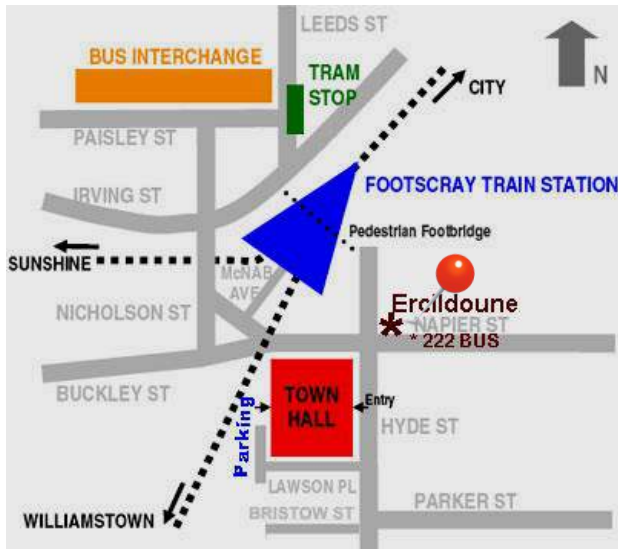 LEEDS ST
BUS INTERCHANGE
TRAM
STOP
CITY
N
PAISLEY ST
FOOTSCRAY TRAIN STATION
IRVING ST
Pedestrian Footbridge
SUNSHINE
McNAB
AVE
Ercildoune
NICHOLSON ST
NAPIER ST
* 222 BUS
BUCKLEY ST
TOWN
HALL
Parking
Entry
HYDE ST
LAWSON PL
PARKER ST
BRISTOW ST
WILLIAMSTOWN